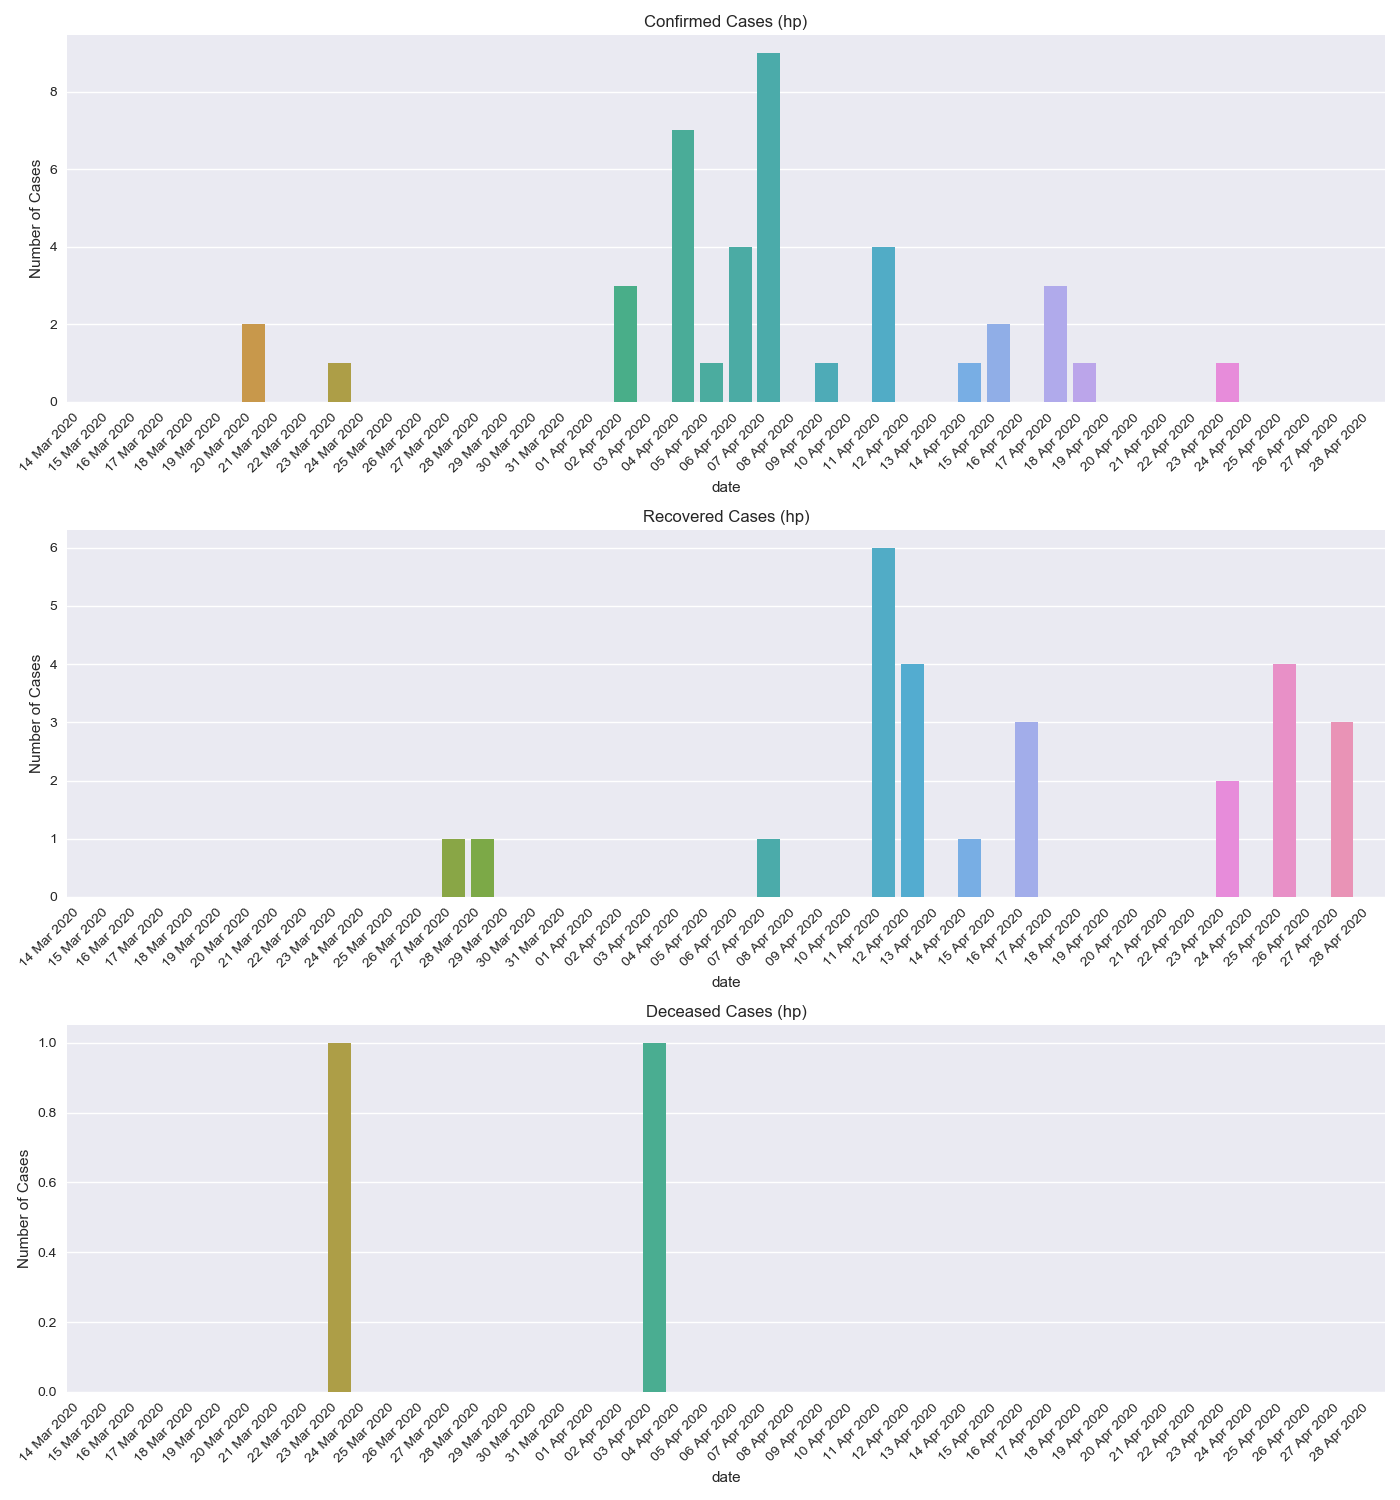 Confirmed Cases (hp)
Number of Cases
8
6
4
2
0
14 Mar 2020
15 Mar 2020
16 Mar 2020
17 Mar 2020
18 Mar 2020
19 Mar 2020
20 Mar 2020
21 Mar 2020
22 Mar 2020
23 Mar 2020
24 Mar 2020
25 Mar 2020
26 Mar 2020
27 Mar 2020
28 Mar 2020
29 Mar 2020
30 Mar 2020
31 Mar 2020
01 Apr 2020
02 Apr 2020
03 Apr 2020
04 Apr 2020
05 Apr 2020
06 Apr 2020
07 Apr 2020
08 Apr 2020
09 Apr 2020
10 Apr 2020
11 Apr 2020
12 Apr 2020
13 Apr 2020
14 Apr 2020
15 Apr 2020
16 Apr 2020
17 Apr 2020
18 Apr 2020
19 Apr 2020
20 Apr 2020
21 Apr 2020
22 Apr 2020
23 Apr 2020
24 Apr 2020
25 Apr 2020
26 Apr 2020
27 Apr 2020
28 Apr 2020
date
Recovered Cases (hp)
Number of Cases
6
5
4
3
2
1
0
14 Mar 2020
15 Mar 2020
16 Mar 2020
17 Mar 2020
18 Mar 2020
19 Mar 2020
20 Mar 2020
21 Mar 2020
22 Mar 2020
23 Mar 2020
24 Mar 2020
25 Mar 2020
26 Mar 2020
27 Mar 2020
28 Mar 2020
29 Mar 2020
30 Mar 2020
31 Mar 2020
01 Apr 2020
02 Apr 2020
03 Apr 2020
04 Apr 2020
05 Apr 2020
06 Apr 2020
07 Apr 2020
08 Apr 2020
09 Apr 2020
10 Apr 2020
11 Apr 2020
12 Apr 2020
13 Apr 2020
14 Apr 2020
15 Apr 2020
16 Apr 2020
17 Apr 2020
18 Apr 2020
19 Apr 2020
20 Apr 2020
21 Apr 2020
22 Apr 2020
23 Apr 2020
24 Apr 2020
25 Apr 2020
26 Apr 2020
27 Apr 2020
28 Apr 2020
date
Deceased Cases (hp)
Number of Cases
1.0
0.8
0.6
0.4
0.2
0.0
14 Mar 2020
15 Mar 2020
16 Mar 2020
17 Mar 2020
18 Mar 2020
19 Mar 2020
20 Mar 2020
21 Mar 2020
22 Mar 2020
23 Mar 2020
24 Mar 2020
25 Mar 2020
26 Mar 2020
27 Mar 2020
28 Mar 2020
29 Mar 2020
30 Mar 2020
31 Mar 2020
01 Apr 2020
02 Apr 2020
03 Apr 2020
04 Apr 2020
05 Apr 2020
06 Apr 2020
07 Apr 2020
08 Apr 2020
09 Apr 2020
10 Apr 2020
11 Apr 2020
12 Apr 2020
13 Apr 2020
14 Apr 2020
15 Apr 2020
16 Apr 2020
17 Apr 2020
18 Apr 2020
19 Apr 2020
20 Apr 2020
21 Apr 2020
22 Apr 2020
23 Apr 2020
24 Apr 2020
25 Apr 2020
26 Apr 2020
27 Apr 2020
28 Apr 2020
date